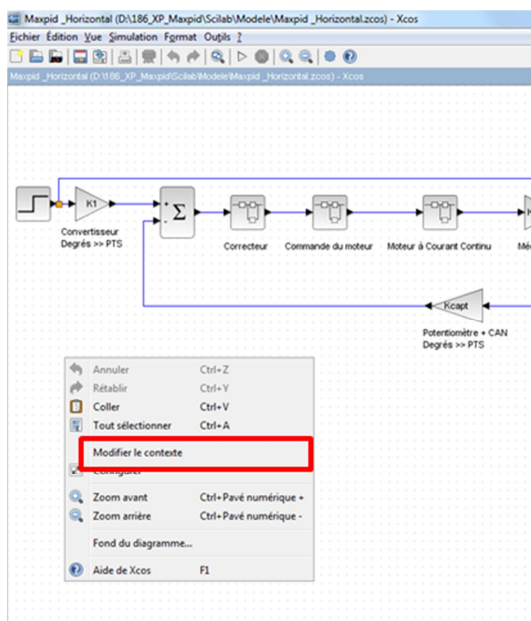 Maxpid _Horizontal (D:\186_XP_Maxpid\Scilab\Modele\Maxpid _Horizontal.zcos) - Xcos
Fichier Édition Vue Simulation Format Outils ?
Maxpid _Horizontal (D:\186_XP_Maxpid\Scilab\Modele\Maxpid _Horizontal.zcos) - Xcos
K1
+
Σ
-
Convertisseur
Degrés >> PTS
Correcteur
Commande du moteur
Moteur à Courant Continu
Mé
Kcapt
Potentiomètre + CAN
Degrés >> PTS
Annuler Ctrl+Z
Rétablir Ctrl+Y
Coller Ctrl+V
Tout sélectionner Ctrl+A
Modifier le contexte
Configurer
Zoom avant Ctrl+Pavé numérique +
Zoom arrière Ctrl+Pavé numérique -
Fond du diagramme...
Aide de Xcos F1